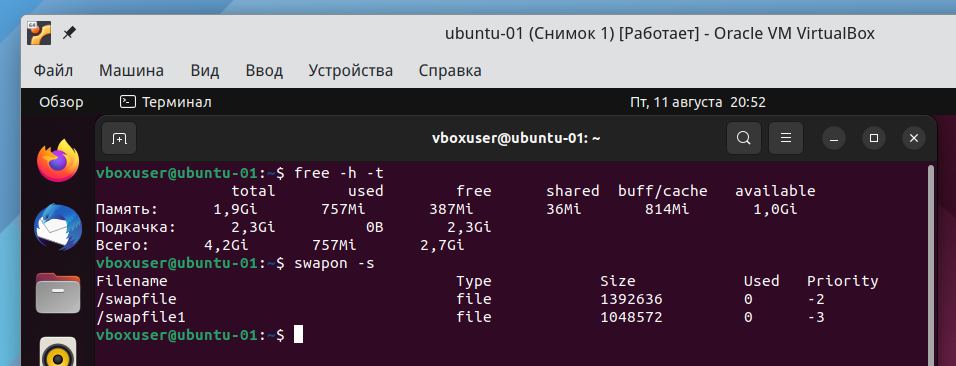 64
ubuntu-01 (Снимок 1) [Работает] - Oracle VM VirtualBox
Файл Машина Вид Ввод Устройства Справка
Обзор Терминал Пт, 11 августа 20:52
vboxuser@ubuntu-01: ~
vboxuser@ubuntu-01:~$ free -h -t
total used free shared buff/cache available
Память: 1,9Gi 757Mi 387Mi 36Mi 814Mi 1,0Gi
Подкачка: 2,3Gi 0B 2,3Gi
Всего: 4,2Gi 757Mi 2,7Gi
vboxuser@ubuntu-01:~$ swapon -s
Filename Type Size Used Priority
/swapfile file 1392636 0 -2
/swapfile1 file 1048572 0 -3
vboxuser@ubuntu-01:~$